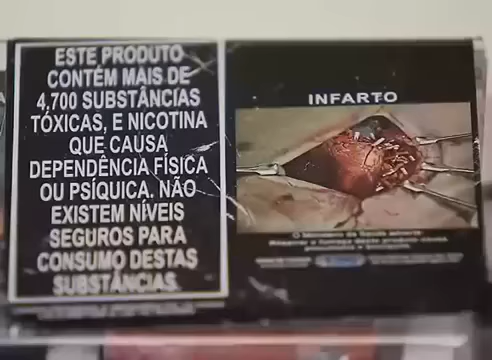 ESTE PRODUTO
CONTÉM MAIS DE
4,700 SUBSTÂNCIAS
TÓXICAS, E NICOTINA
QUE CAUSA
DEPENDÊNCIA FÍSICA
OU PSÍQUICA. NÃO
EXISTEM NÍVEIS
SEGUROS PARA
CONSUMO DESTAS
SUBSTÂNCIAS.
INFARTO